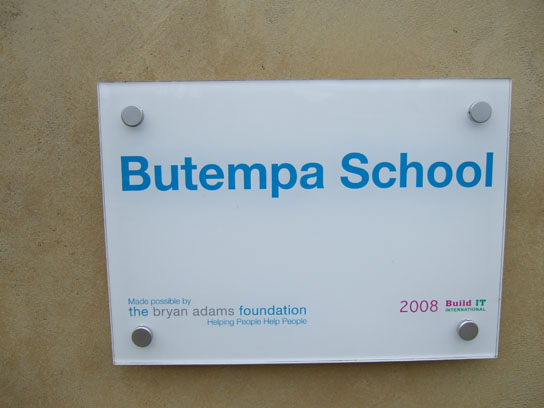 Butempa School
Made possible by
the bryan adams foundation
Helping People Help People
2008 Build IT
INTERNATIONAL